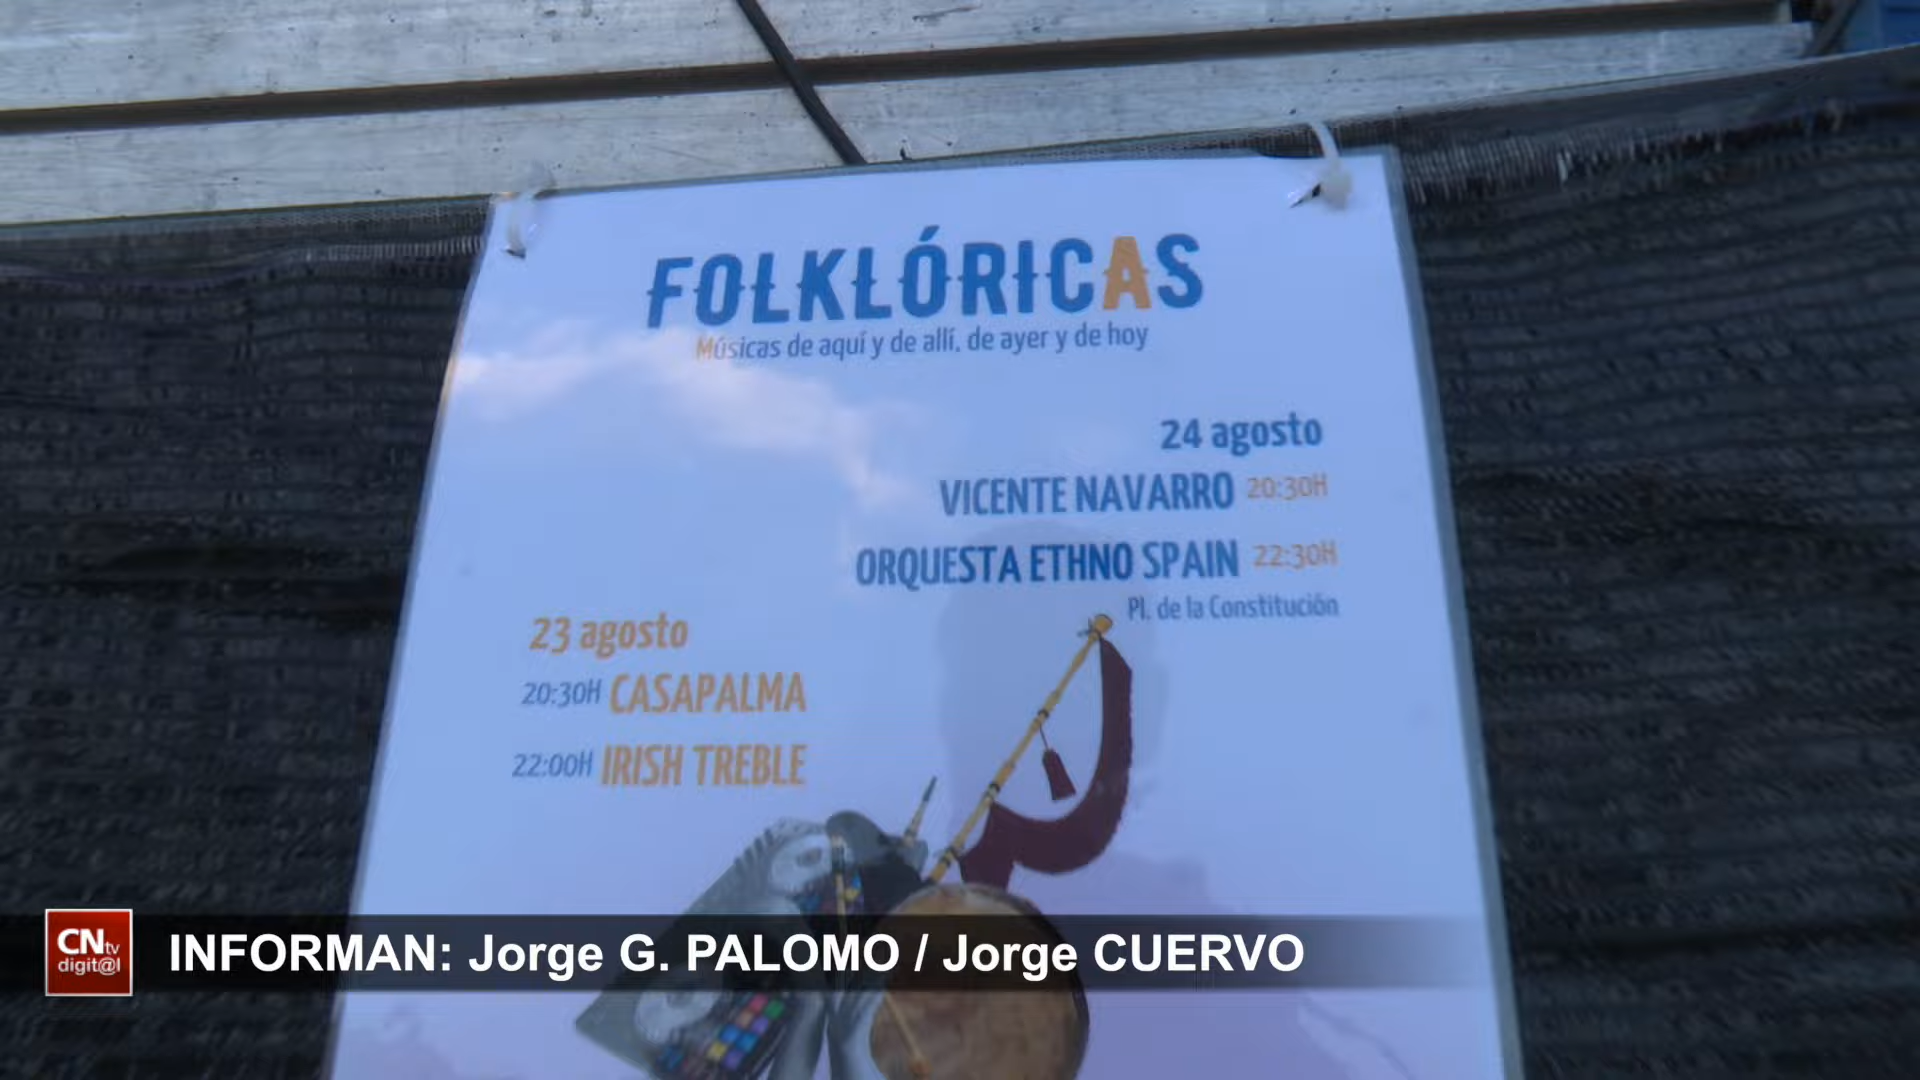 FOLKLÓRICAS
Músicas de aquí y de allí, de ayer y de hoy
24 agosto
VICENTE NAVARRO 20:30H
ORQUESTA ETHNO SPAIN 22:30H
Pl. de la Constitución
23 agosto
20:30H CASAPALMA
22:00H IRISH TREBLE
CNtv
digit@l
INFORMAN: Jorge G. PALOMO / Jorge CUERVO